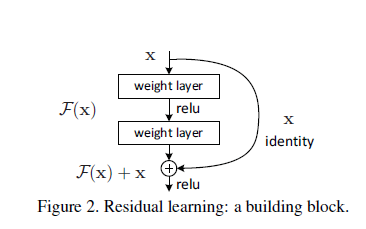 x
weight layer
F(x)
relu
weight layer
x
identity
F(x) + x
relu
Figure 2. Residual learning: a building block.